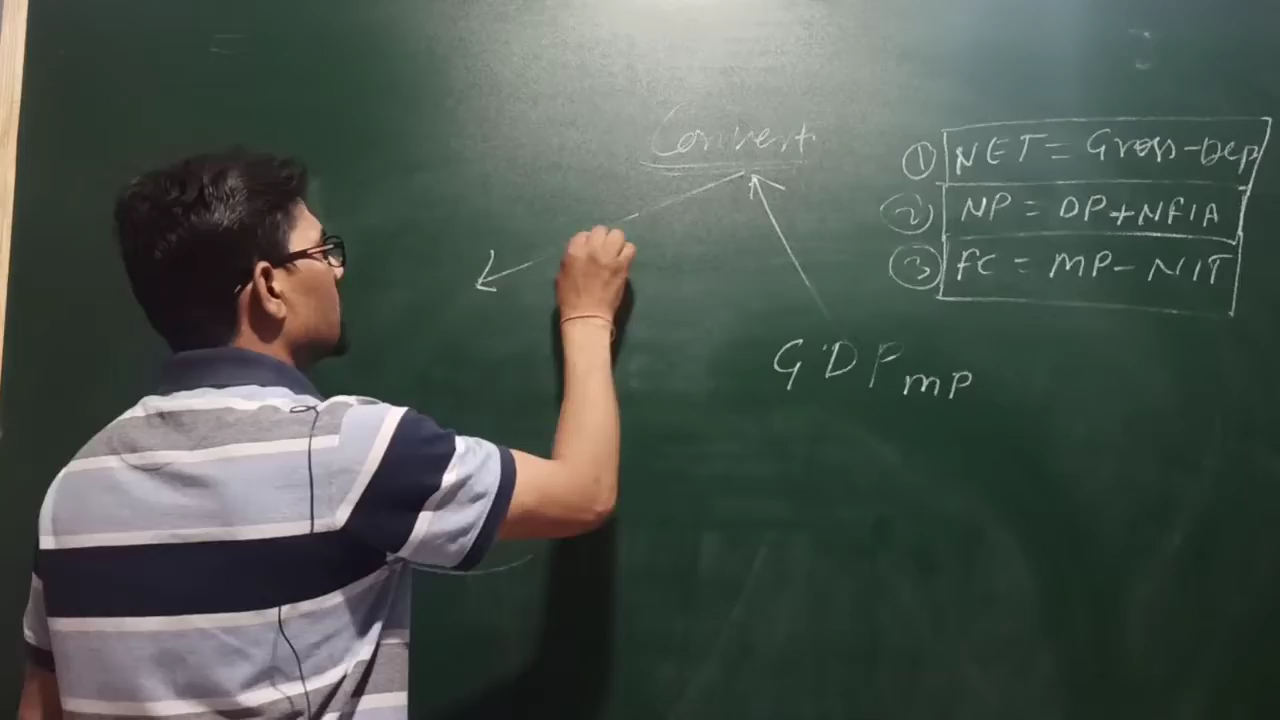 Convert
① NET = Gross-Dep
② NP = DP+NFIA
③ FC = MP- NIT
GDP MP